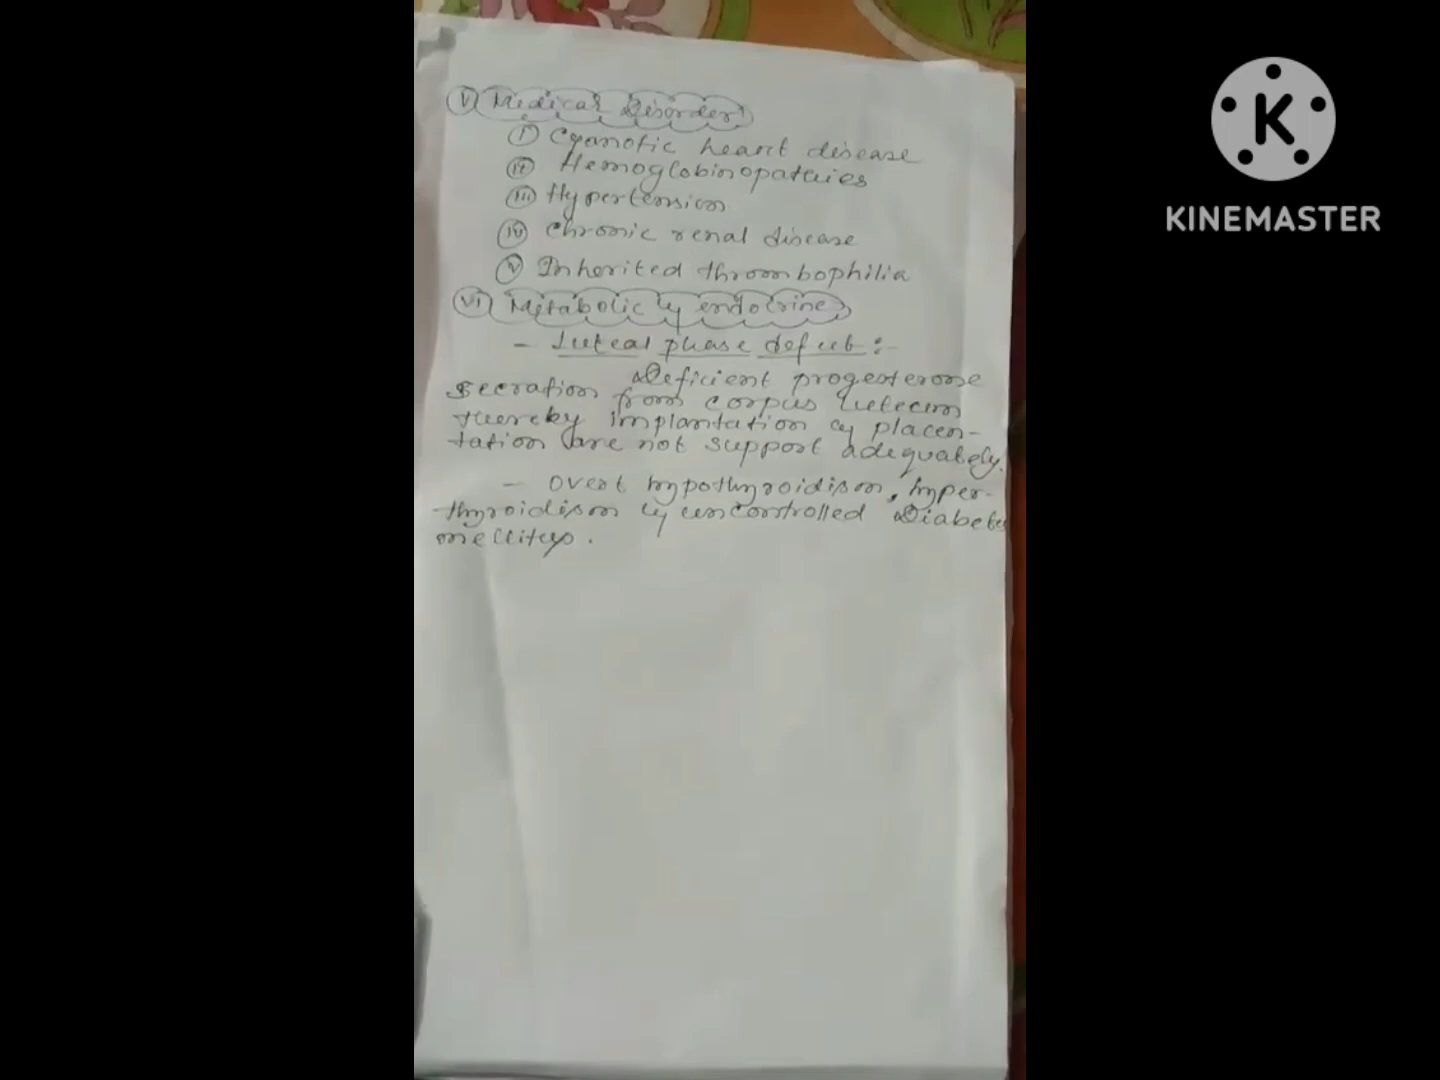 V Medical Disorder
i Cyanotic heart disease
ii Hemoglobinopathies
iii Hypertension
iv Chronic renal disease
v Inherited thrombophilia
VI Metabolic & endocrine
- Luteal phase defect :-
Deficient progesterone
secration from corpus luteum
thereby implantation & placen-
tation are not support adequately.
- Overt hypothyroidism, hyper-
thyroidism & uncontrolled Diabetes
mellitus.
K
KINEMASTER